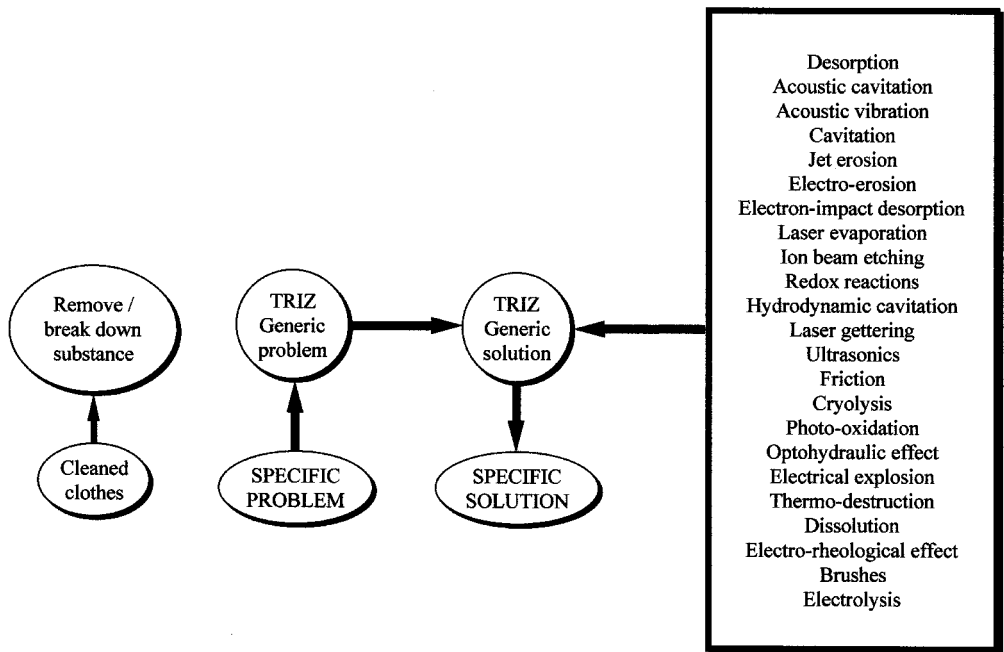 Remove /
break down
substance
Cleaned
clothes
TRIZ
Generic
problem
SPECIFIC
PROBLEM
TRIZ
Generic
solution
SPECIFIC
SOLUTION
Desorption
Acoustic cavitation
Acoustic vibration
Cavitation
Jet erosion
Electro-erosion
Electron-impact desorption
Laser evaporation
Ion beam etching
Redox reactions
Hydrodynamic cavitation
Laser gettering
Ultrasonics
Friction
Cryolysis
Photo-oxidation
Optohydraulic effect
Electrical explosion
Thermo-destruction
Dissolution
Electro-rheological effect
Brushes
Electrolysis